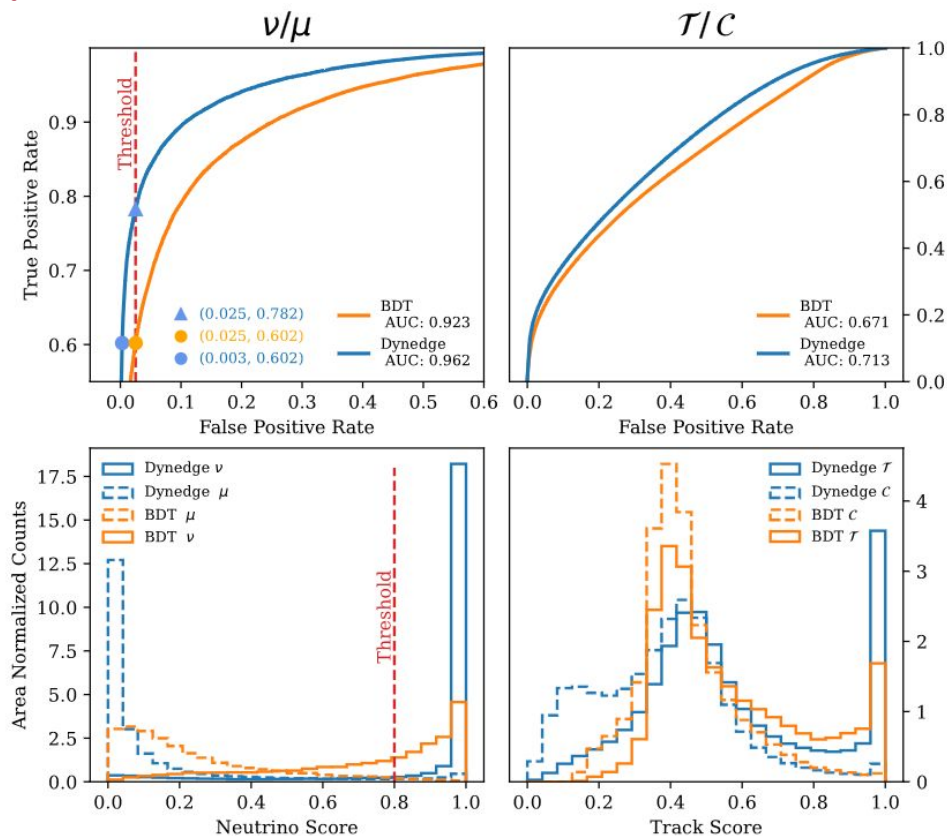 ν/μ
True Positive Rate
0.9
0.8
0.7
0.6
Threshold
(0.025, 0.782)
(0.025, 0.602)
(0.003, 0.602)
BDT
AUC: 0.923
Dynedge
AUC: 0.962
0.0 0.1 0.2 0.3 0.4 0.5 0.6
False Positive Rate
𝒯/𝒞
BDT
AUC: 0.671
Dynedge
AUC: 0.713
1.0
0.8
0.6
0.4
0.2
0.0
0.0 0.2 0.4 0.6 0.8 1.0
False Positive Rate
Area Normalized Counts
17.5
15.0
12.5
10.0
7.5
5.0
2.5
0.0
Dynedge ν
Dynedge μ
BDT μ
BDT ν
Threshold
0.0 0.2 0.4 0.6 0.8 1.0
Neutrino Score
Dynedge 𝒯
Dynedge 𝒞
BDT 𝒞
BDT 𝒯
4
3
2
1
0
0.0 0.2 0.4 0.6 0.8 1.0
Track Score